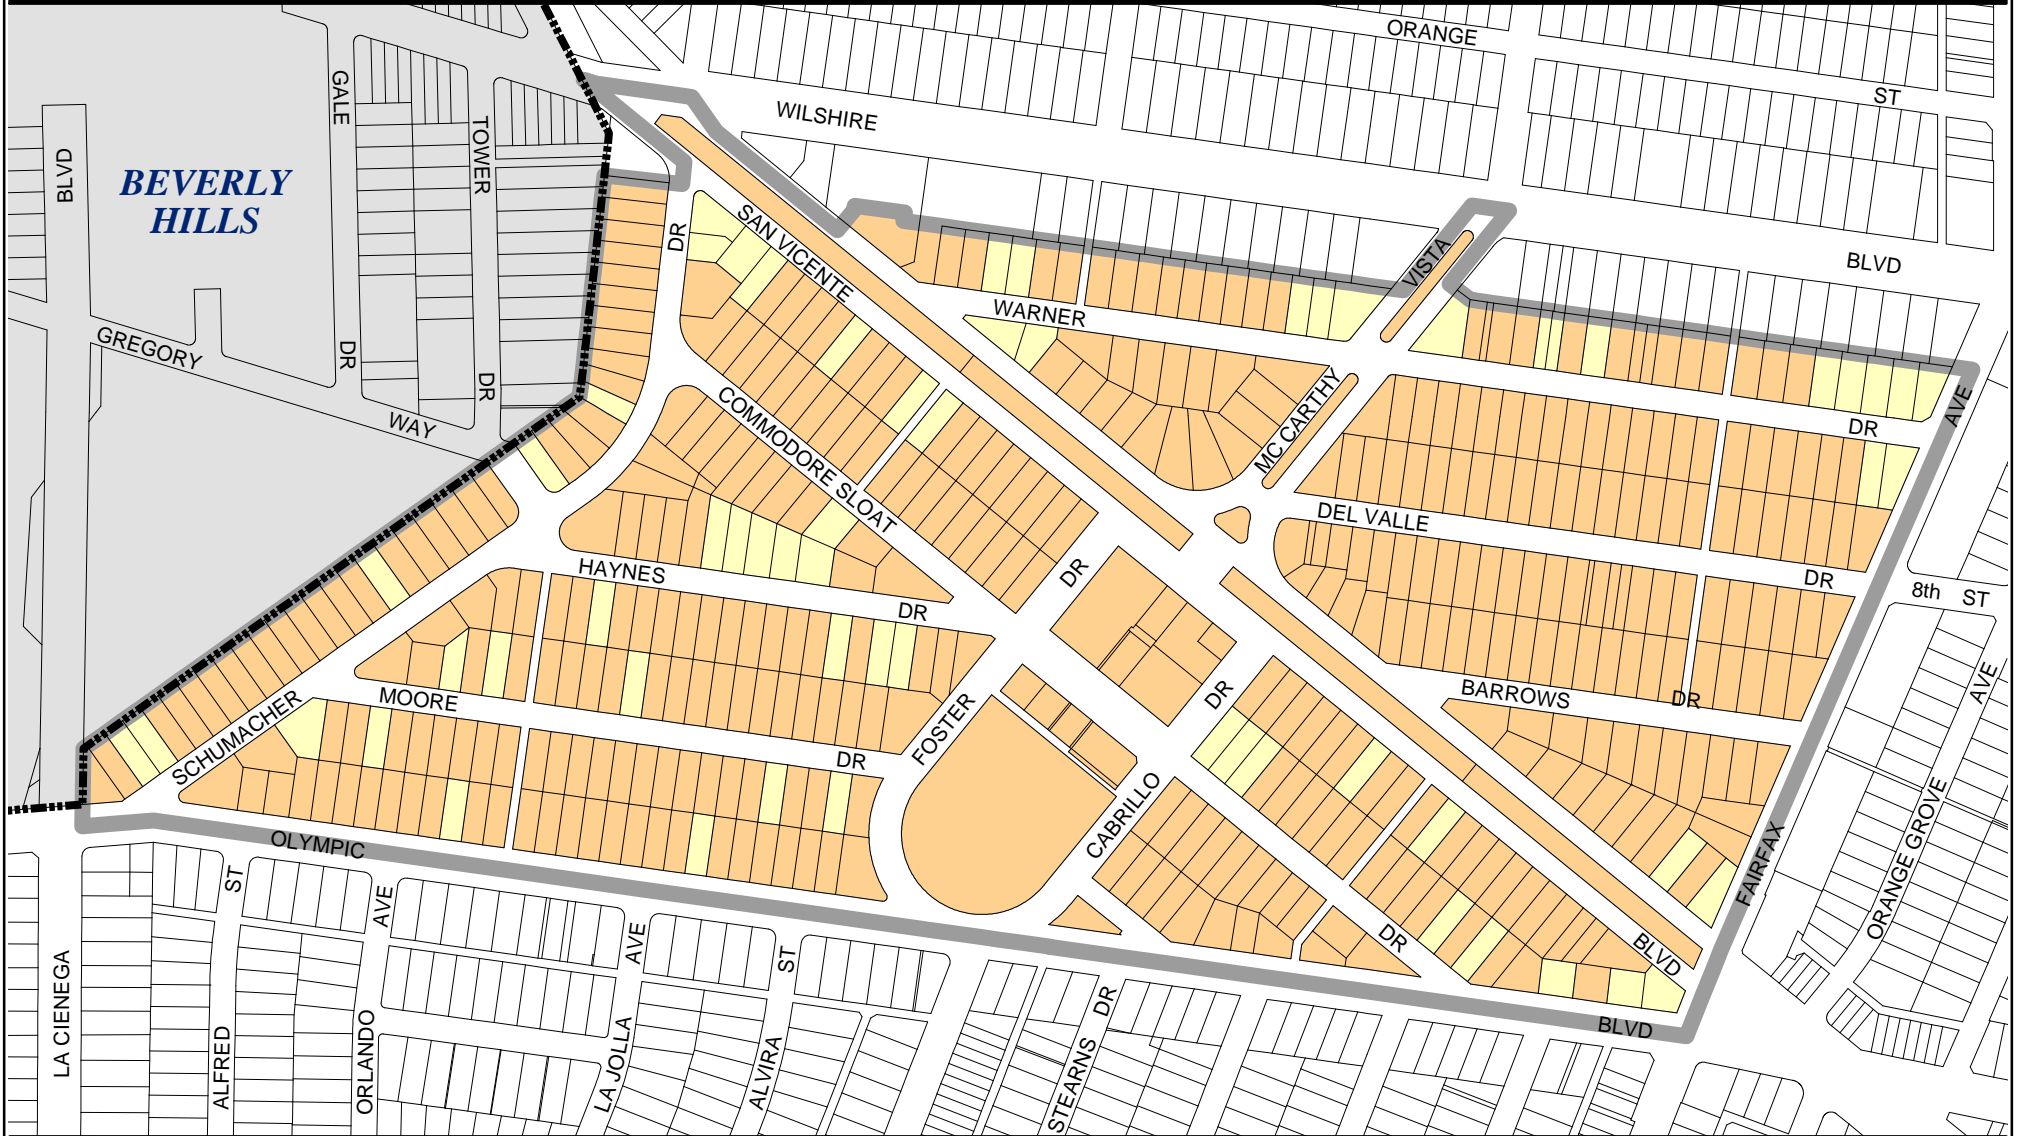 ORANGE
ST
WILSHIRE
BLVD
GALE
DR
TOWER
DR
BLVD
BEVERLY
HILLS
GREGORY
WAY
DR
SAN VICENTE
BLVD
VISTA
MC CARTHY
WARNER
DR
AVE
COMMODORE SLOAT
DR
DEL VALLE
DR
8th ST
HAYNES
DR
DR
DR
BARROWS
DR
AVE
MOORE
DR
SCHUMACHER
FOSTER
CABRILLO
FAIRFAX
ORANGE GROVE
OLYMPIC
BLVD
ST
AVE
AVE
ST
DR
LA CIENEGA
ALFRED
ORLANDO
LA JOLLA
ALVIRA
STEARNS